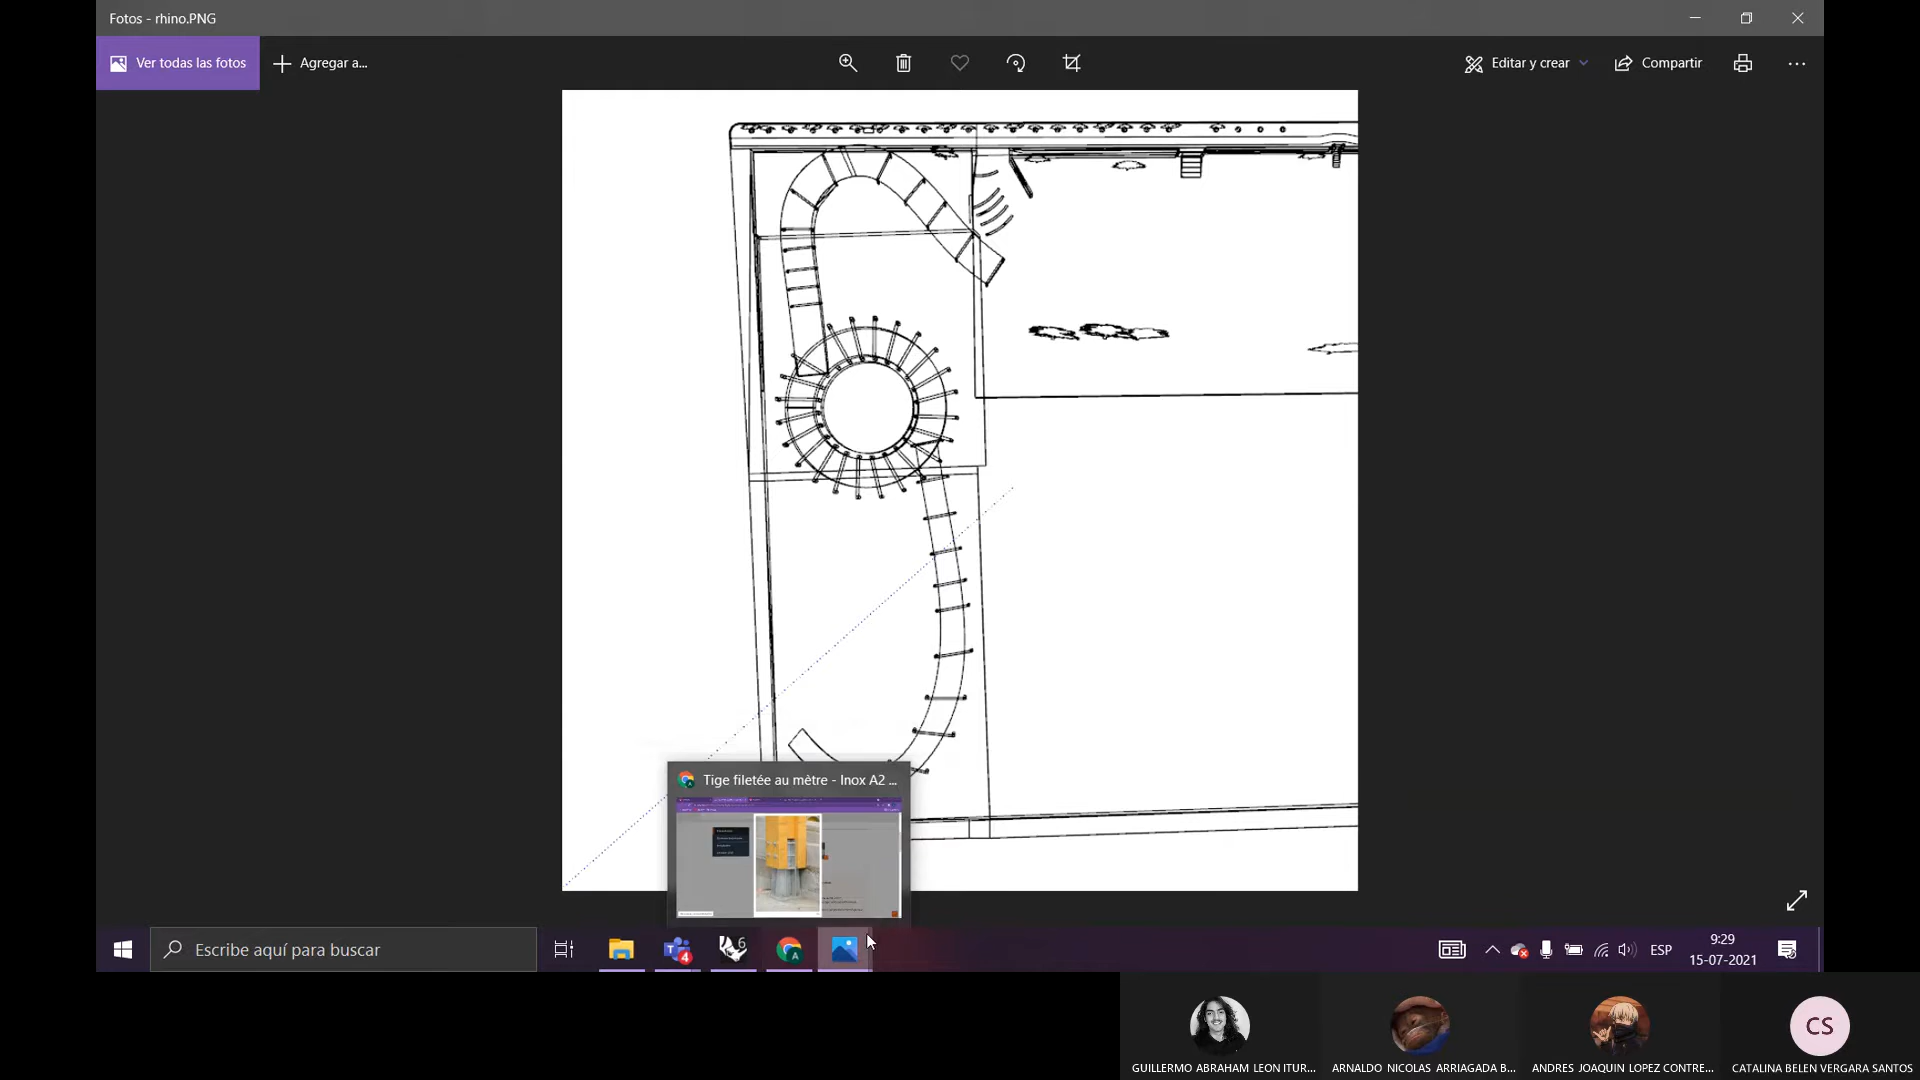 Fotos - rhino.PNG
Ver todas las fotos
Agregar a...
Editar y crear
Compartir
Tige filetée au mètre - Inox A2 ...
Escribe aquí para buscar
4
6
A
ESP
9:29
15-07-2021
CS
GUILLERMO ABRAHAM LEON ITUR...
ARNALDO NICOLAS ARRIAGADA B...
ANDRES JOAQUIN LOPEZ CONTRE...
CATALINA BELEN VERGARA SANTOS